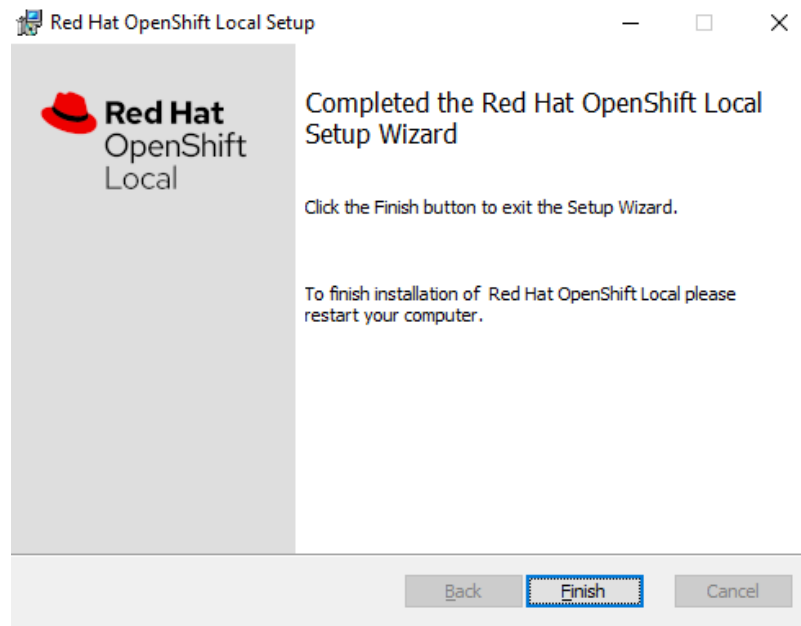 Red Hat OpenShift Local Setup
Red Hat
OpenShift
Local
Completed the Red Hat OpenShift Local
Setup Wizard
Click the Finish button to exit the Setup Wizard.
To finish installation of  Red Hat OpenShift Local please
restart your computer.
Back
Finish
Cancel